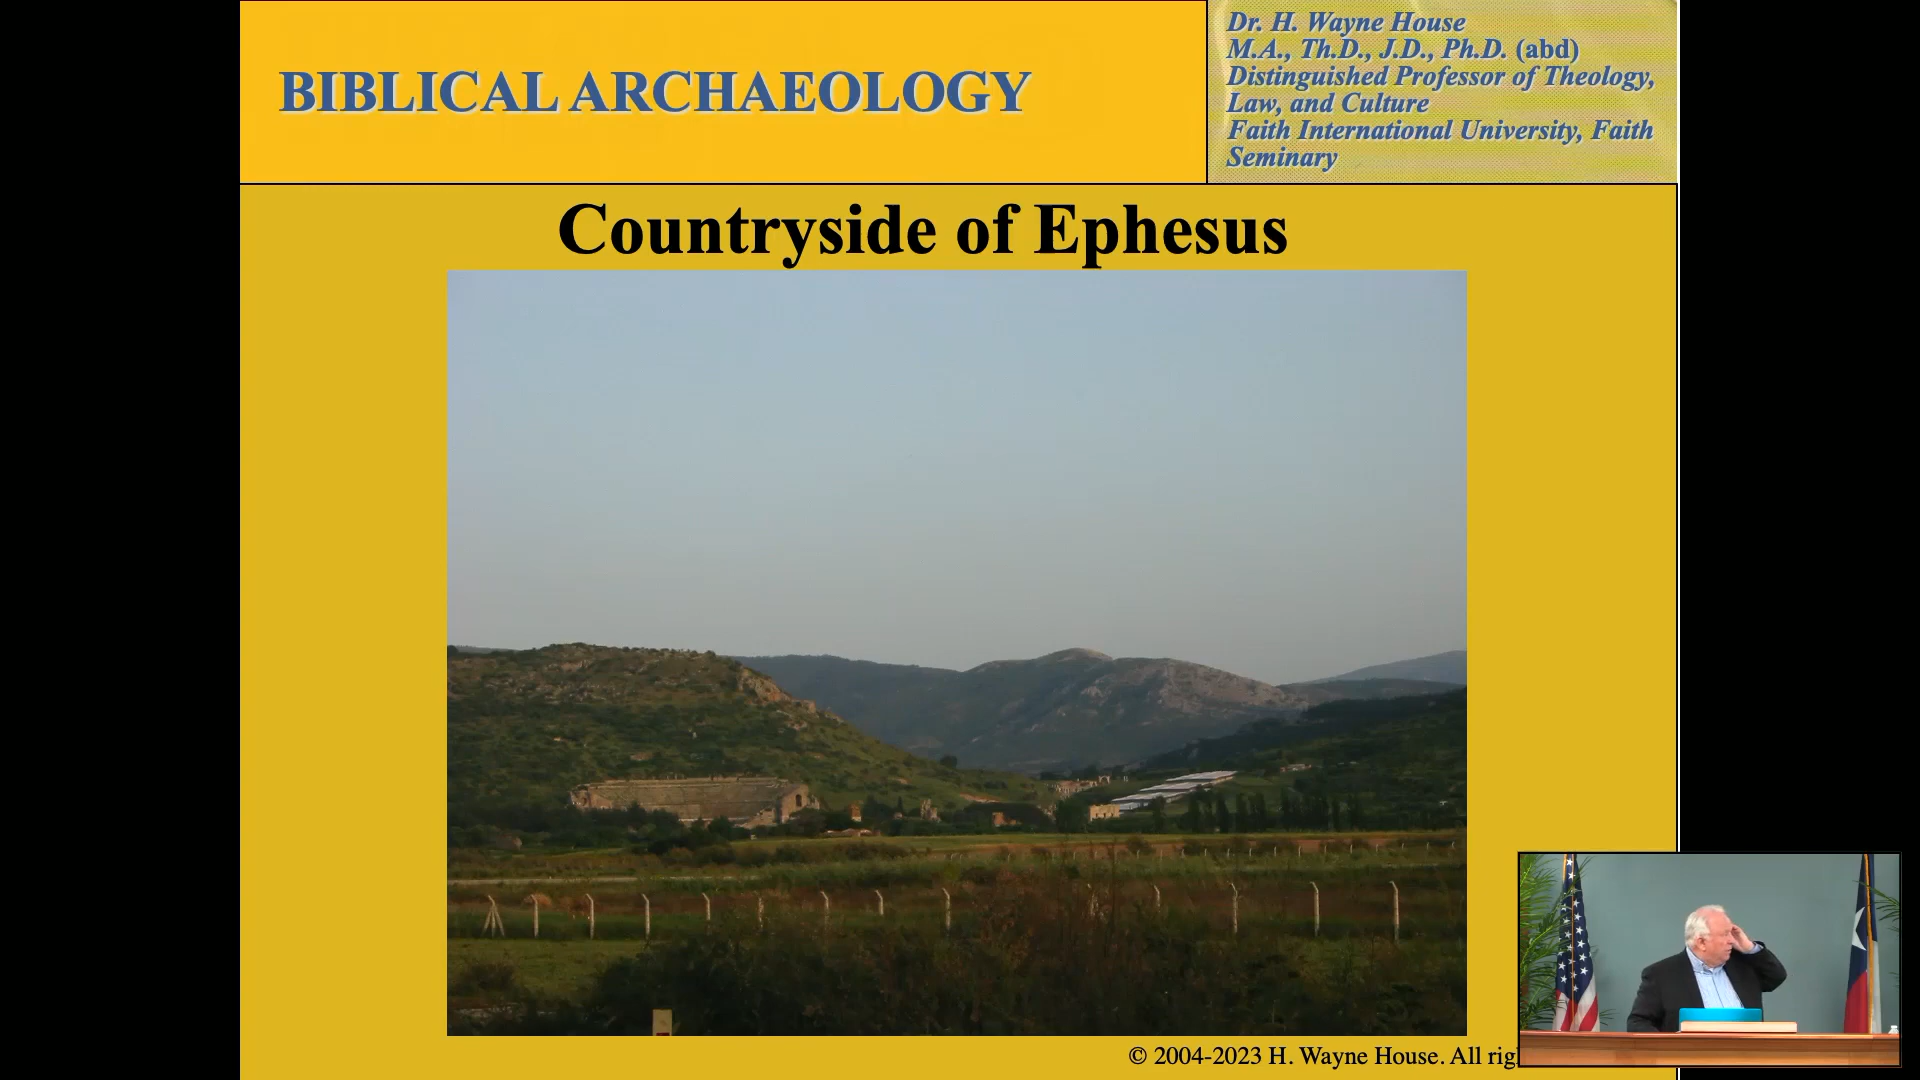 BIBLICAL ARCHAEOLOGY
Dr. H. Wayne House
M.A., Th.D., J.D., Ph.D. (abd)
Distinguished Professor of Theology,
Law, and Culture
Faith International University, Faith
Seminary
Countryside of Ephesus
© 2004-2023 H. Wayne House. All